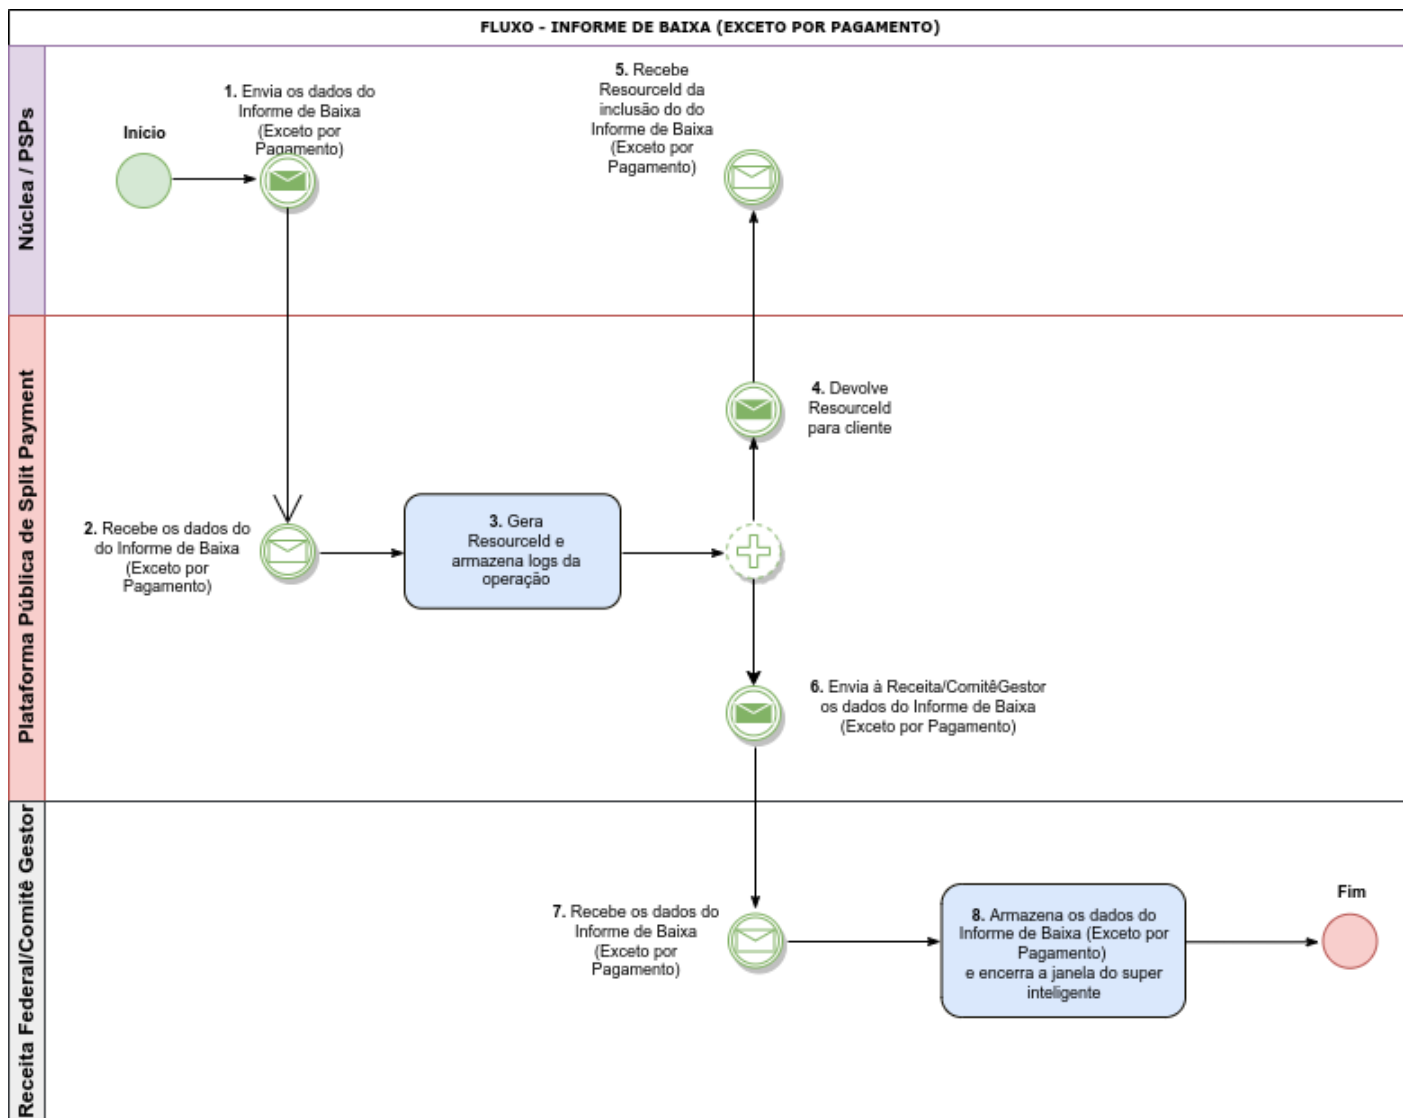 FLUXO - INFORME DE BAIXA (EXCETO POR PAGAMENTO)
Núclea / PSPs
Início
1. Envia os dados do
Informe de Baixa
(Exceto por
Pagamento)
5. Recebe
ResourceId da
inclusão do do
Informe de Baixa
(Exceto por
Pagamento)
Plataforma Pública de Split Payment
4. Devolve
ResourceId
para cliente
2. Recebe os dados do
do Informe de Baixa
(Exceto por
Pagamento)
3. Gera
ResourceId e
armazena logs da
operação
6. Envia à Receita/ComitêGestor
os dados do Informe de Baixa
(Exceto por Pagamento)
Receita Federal/Comitê Gestor
7. Recebe os dados do
Informe de Baixa
(Exceto por
Pagamento)
8. Armazena os dados do
Informe de Baixa (Exceto por
Pagamento)
e encerra a janela do super
inteligente
Fim